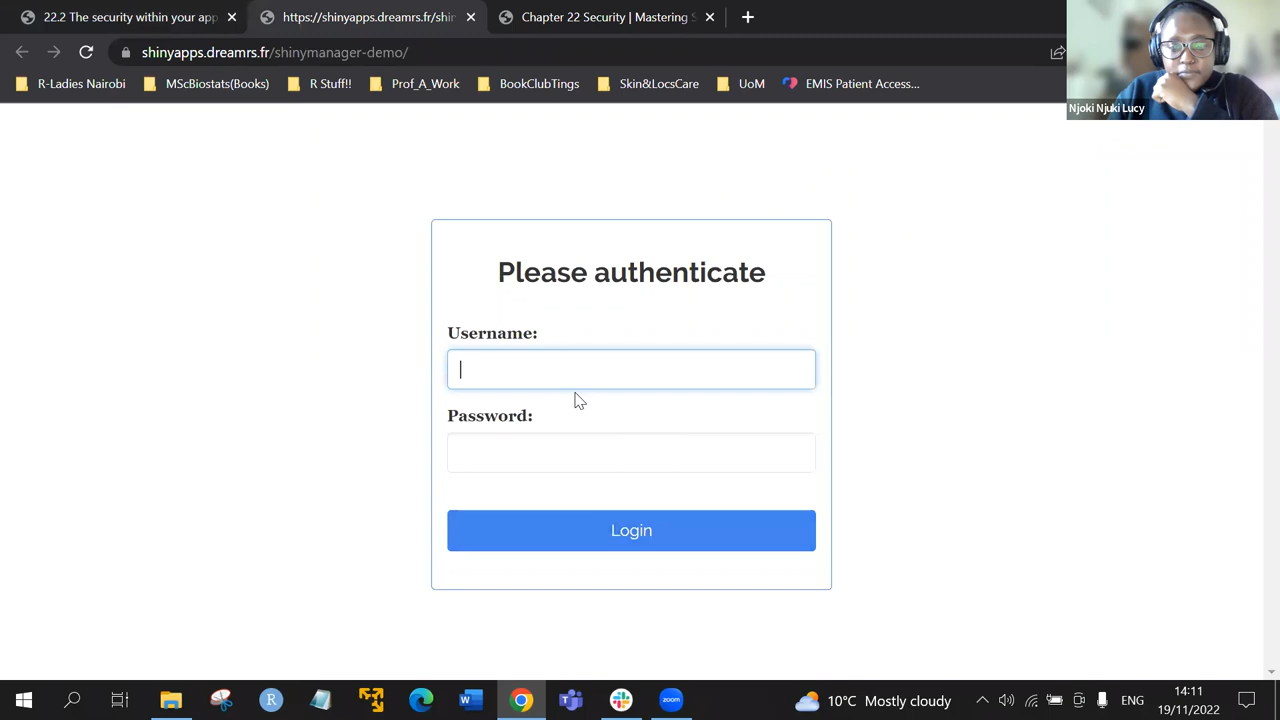 22.2 The security within your app
https://shinyapps.dreamrs.fr/shin
Chapter 22 Security | Mastering S
shinyapps.dreamrs.fr/shinymanager-demo/
R-Ladies Nairobi
MScBiostats(Books)
R Stuff!!
Prof_A_Work
BookClubTings
Skin&LocsCare
UoM
EMIS Patient Access...
Njoki Njuki Lucy
Please authenticate
Username:
Password:
Login
10°C Mostly cloudy
ENG
14:11
19/11/2022